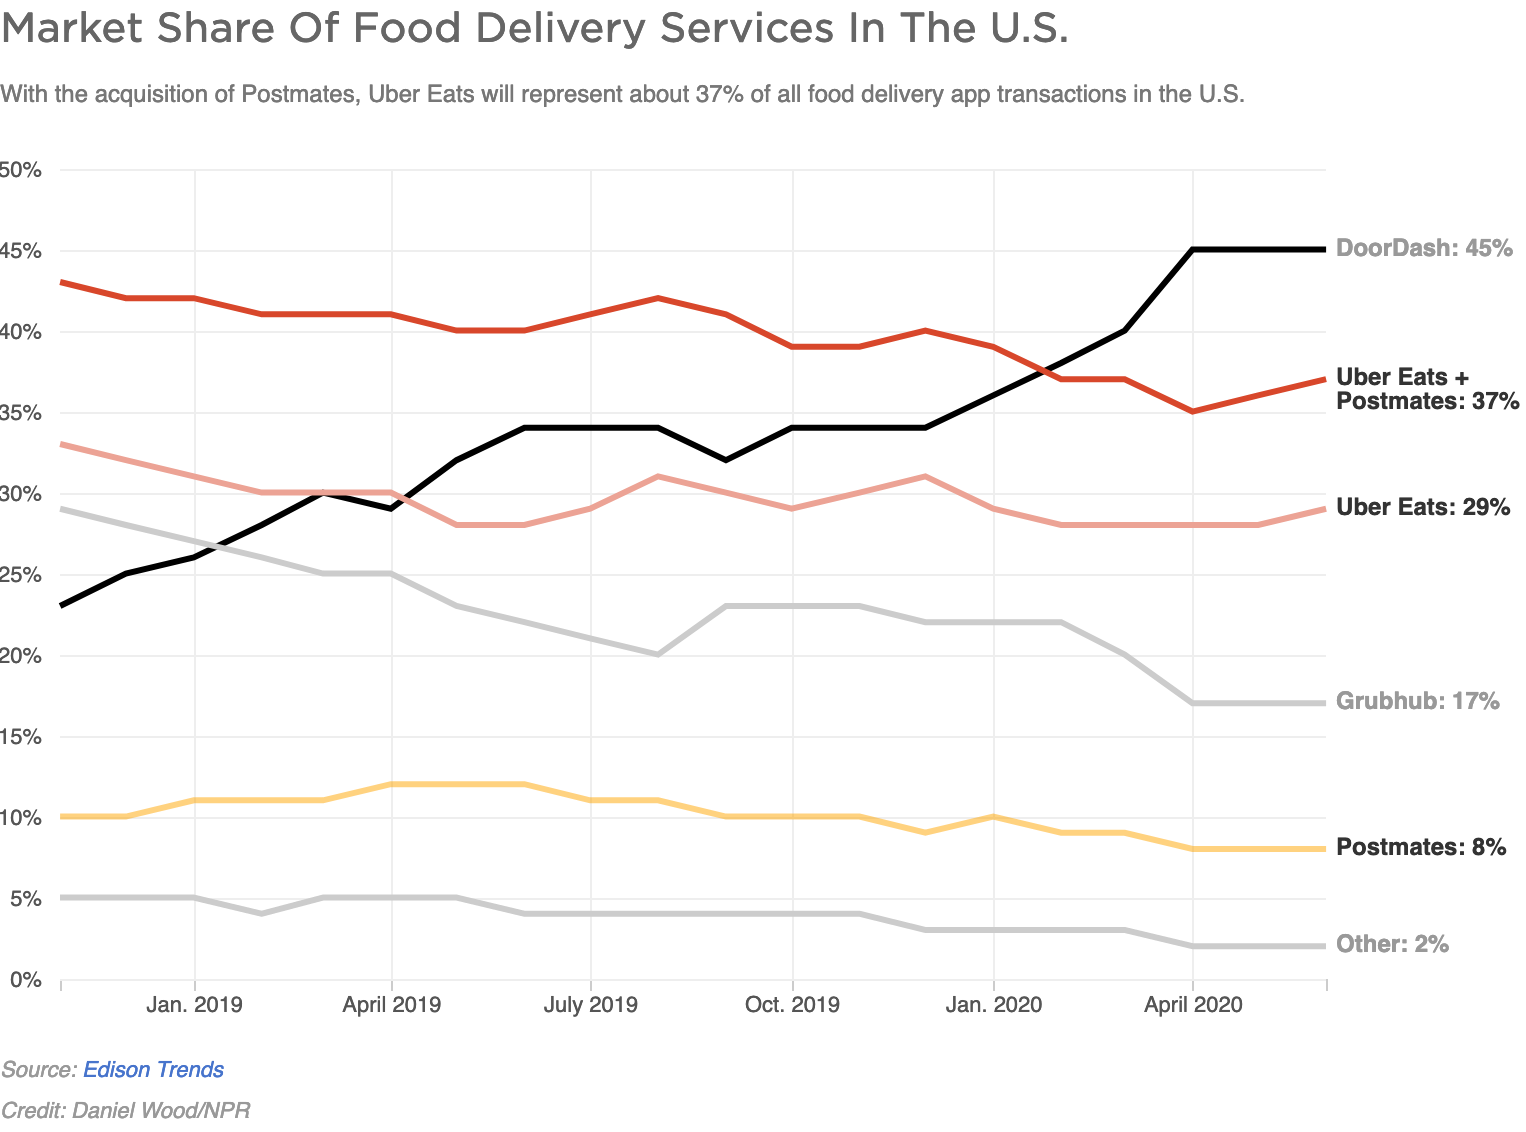 Market Share Of Food Delivery Services In The U.S.
With the acquisition of Postmates, Uber Eats will represent about 37% of all food delivery app transactions in the U.S.
50%
45%
40%
35%
30%
25%
20%
15%
10%
5%
0%
DoorDash: 45%
Uber Eats +
Postmates: 37%
Uber Eats: 29%
Grubhub: 17%
Postmates: 8%
Other: 2%
Jan. 2019
April 2019
July 2019
Oct. 2019
Jan. 2020
April 2020
Source: Edison Trends
Credit: Daniel Wood/NPR